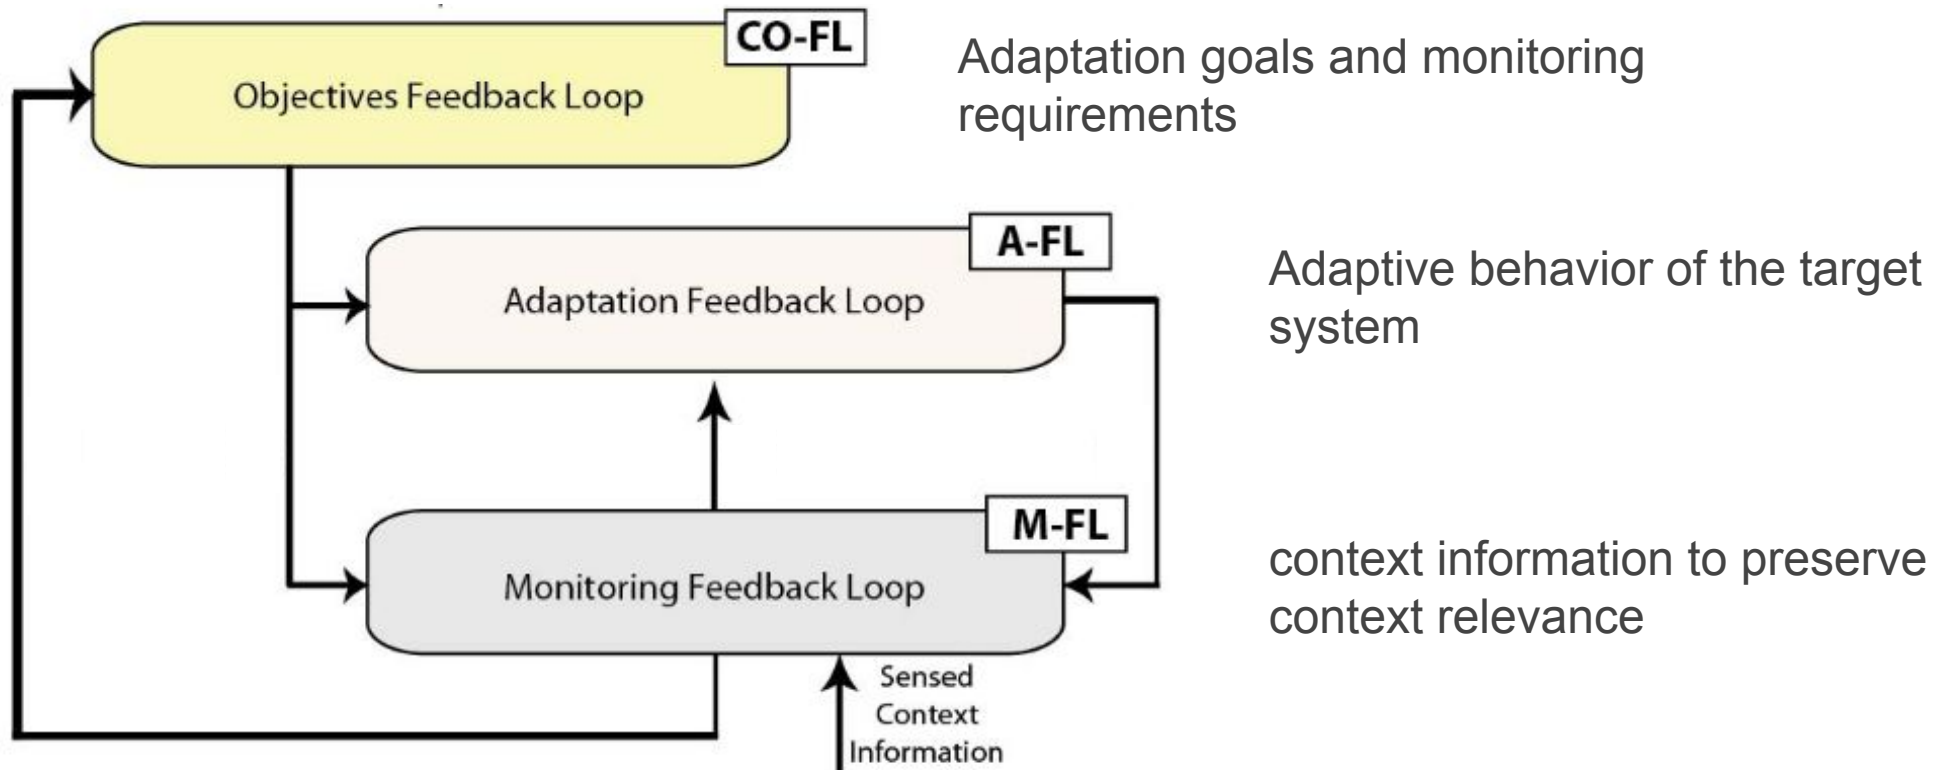 CO-FL
Objectives Feedback Loop
Adaptation goals and monitoring
requirements
A-FL
Adaptation Feedback Loop
Adaptive behavior of the target
system
M-FL
Monitoring Feedback Loop
context information to preserve
context relevance
Sensed
Context
Information